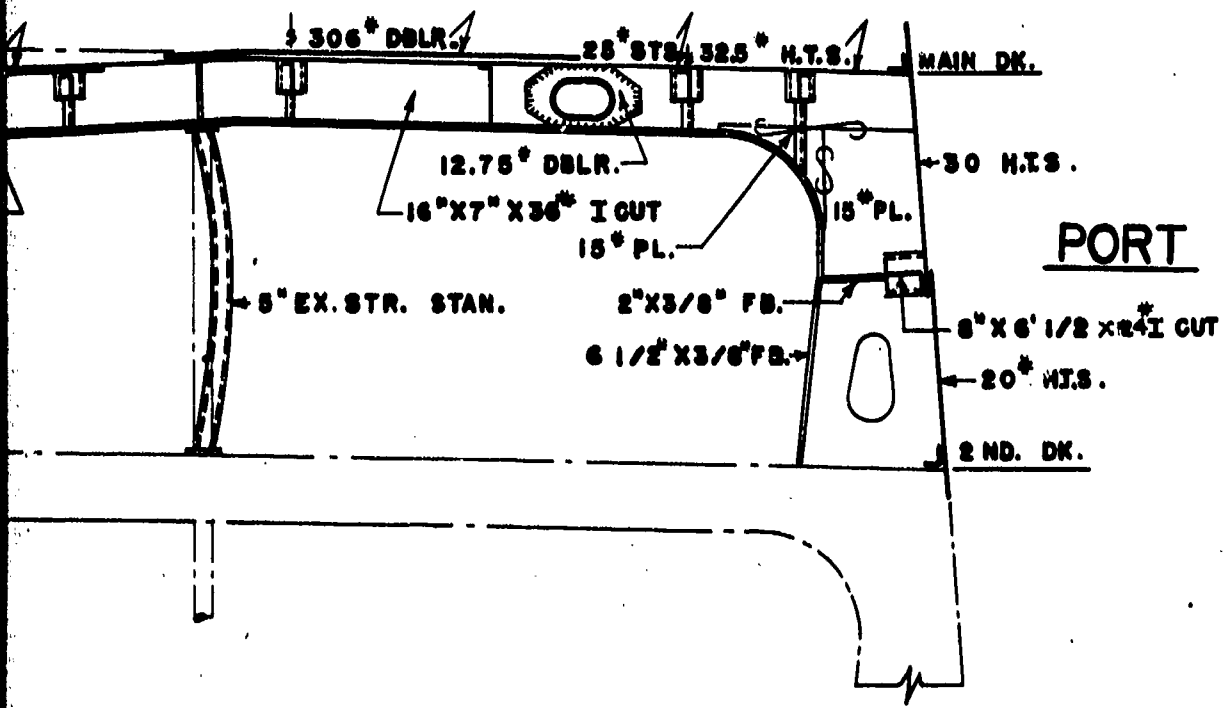 306# DBLR.
25# STS 32.5# H.T.S.
MAIN DK.
12.75# DBLR.
30 H.T.S.
16"X7"X36# I CUT
15# PL.
15# PL.
PORT
5" EX. STR. STAN.
2"X3/8" FB.
8"X6'1/2 X24# I CUT
6 1/2"X3/8"FB.
20# H.T.S.
2 ND. DK.